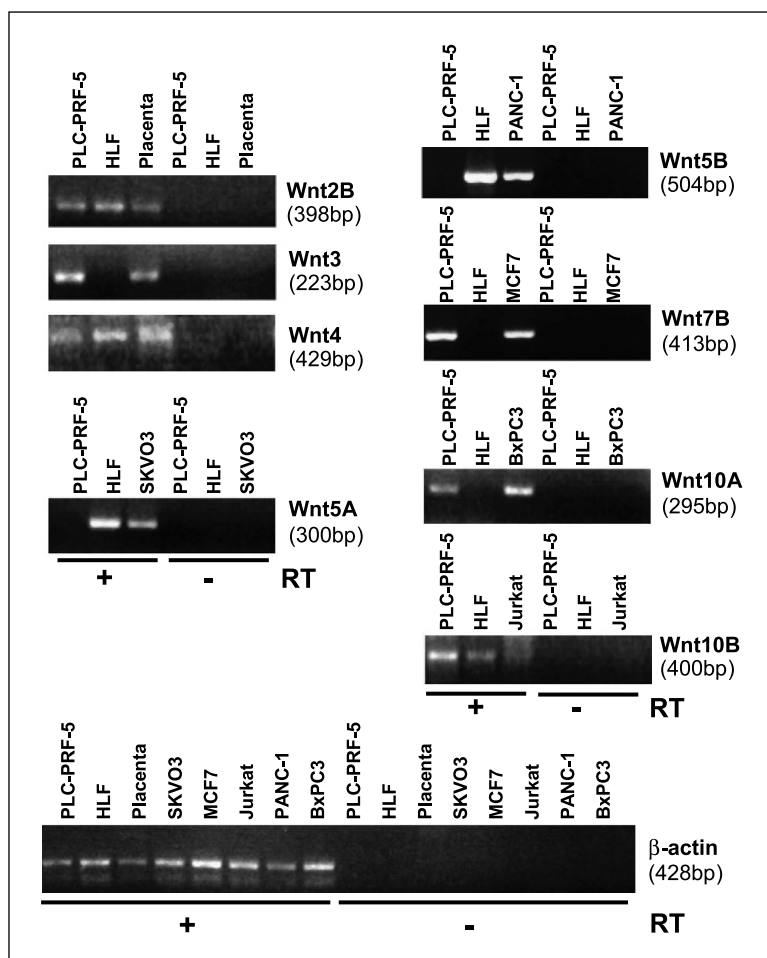 PLC-PRF-5 HLF Placenta PLC-PRF-5 HLF Placenta
Wnt2B
(398bp)
Wnt3
(223bp)
Wnt4
(429bp)
PLC-PRF-5 HLF SKVO3 PLC-PRF-5 HLF SKVO3
Wnt5A
(300bp)
+ - RT
PLC-PRF-5 HLF PANC-1 PLC-PRF-5 HLF PANC-1
Wnt5B
(504bp)
PLC-PRF-5 HLF MCF7 PLC-PRF-5 HLF MCF7
Wnt7B
(413bp)
PLC-PRF-5 HLF BxPC3 PLC-PRF-5 HLF BxPC3
Wnt10A
(295bp)
PLC-PRF-5 HLF Jurkat PLC-PRF-5 HLF Jurkat
Wnt10B
(400bp)
+ - RT
PLC-PRF-5 HLF Placenta SKVO3 MCF7 Jurkat PANC-1 BxPC3 PLC-PRF-5 HLF Placenta SKVO3 MCF7 Jurkat PANC-1 BxPC3
β-actin
(428bp)
+ - RT